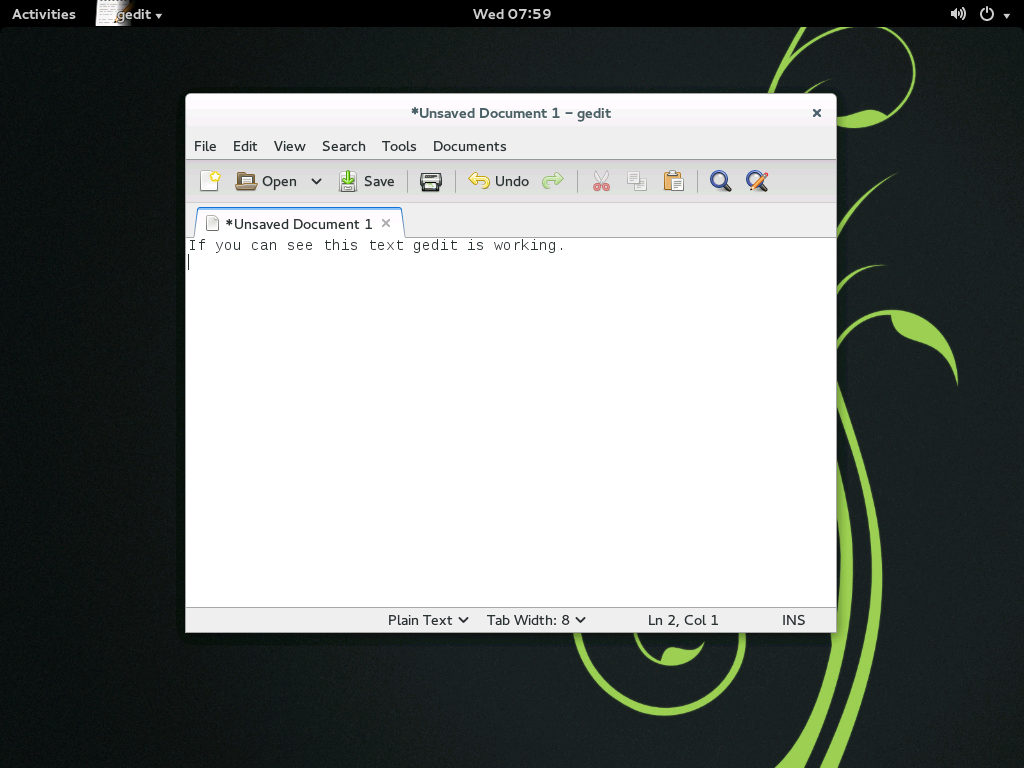 Activities gedit Wed 07:59
*Unsaved Document 1 – gedit
File Edit View Search Tools Documents
Open Save Undo
*Unsaved Document 1
If you can see this text gedit is working.
Plain Text Tab Width: 8 Ln 2, Col 1 INS